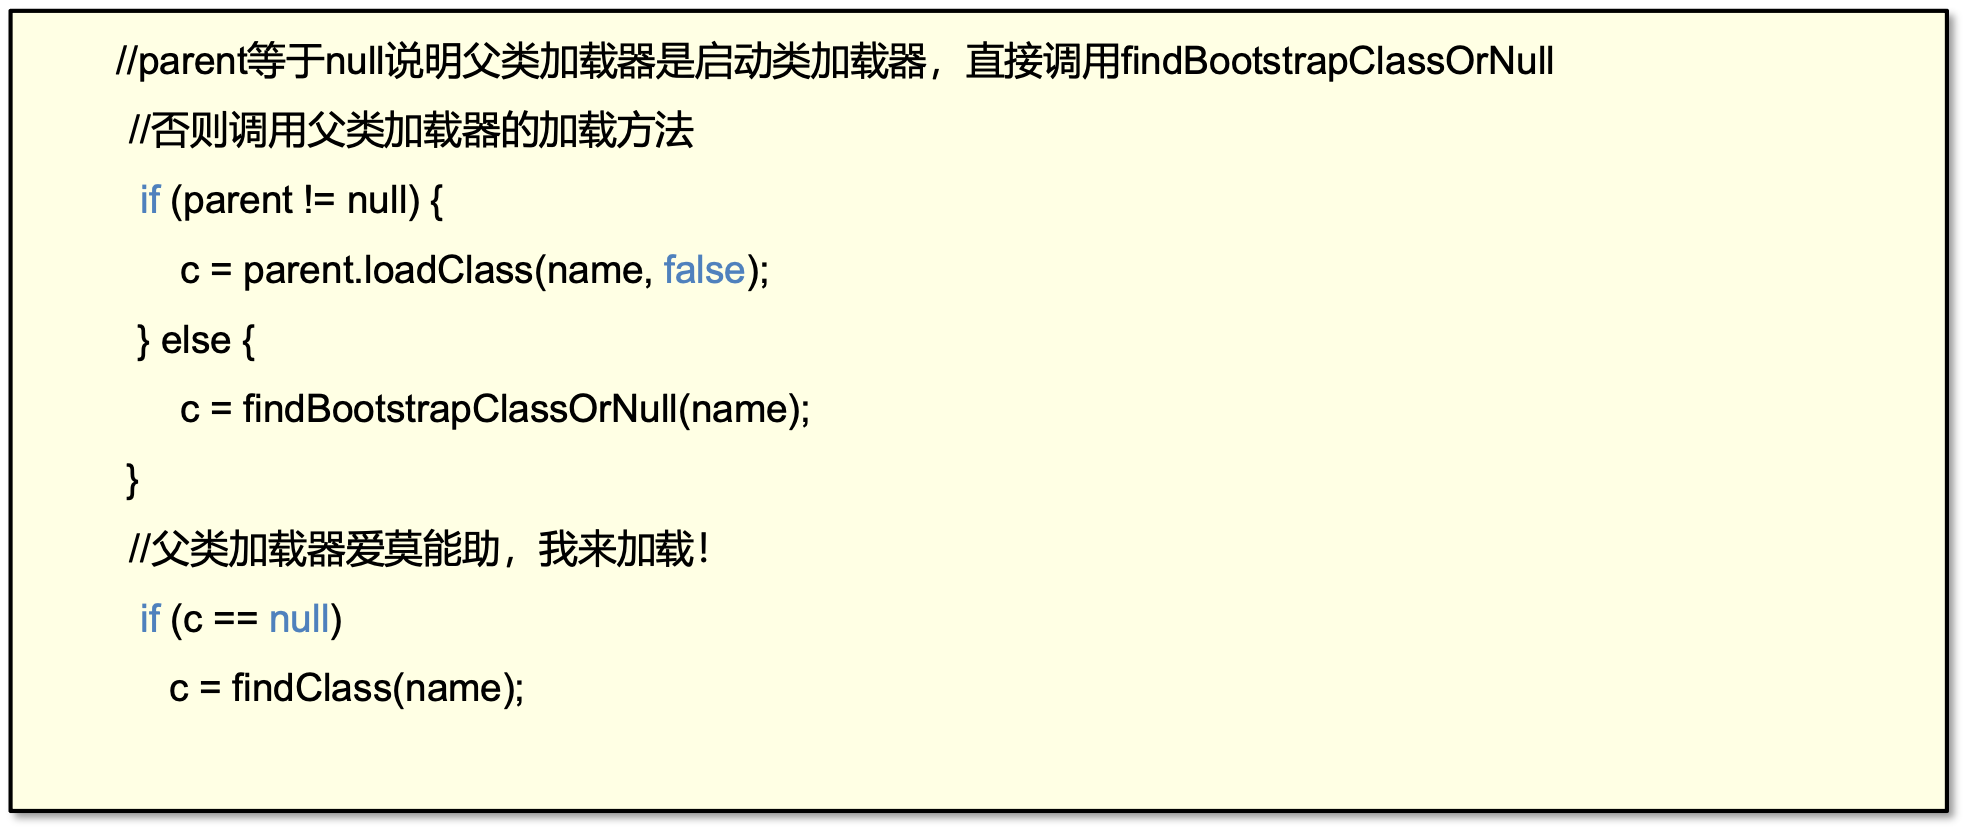 //parent等于null说明父类加载器是启动类加载器，直接调用findBootstrapClassOrNull
//否则调用父类加载器的加载方法
if (parent != null) {
c = parent.loadClass(name, false);
} else {
c = findBootstrapClassOrNull(name);
}
//父类加载器爱莫能助，我来加载！
if (c == null)
c = findClass(name);